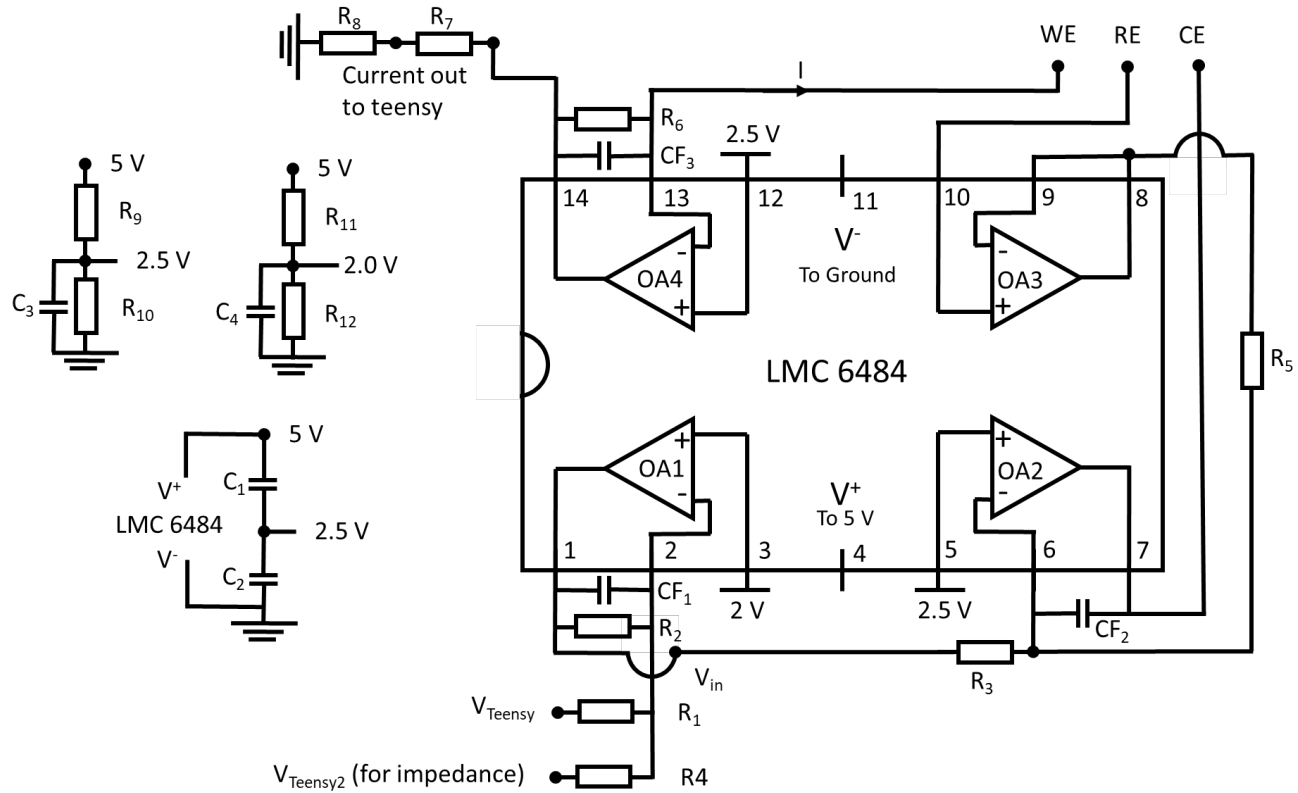 R8
R7
WE
RE
CE
Current out
to teensy
I
R6
2.5 V
CF3
5 V
5 V
14
13
12
11
10
9
8
R9
R11
V-
To Ground
-
-
2.5 V
2.0 V
OA4
OA3
C3
R10
C4
R12
+
+
LMC 6484
R5
5 V
+
+
C1
OA1
OA2
V+
-
V+
To 5 V
-
LMC 6484
2.5 V
V-
1
2
3
4
5
6
7
C2
CF1
2 V
2.5 V
R2
CF2
Vin
R3
VTeensy
R1
VTeensy2 (for impedance)
R4